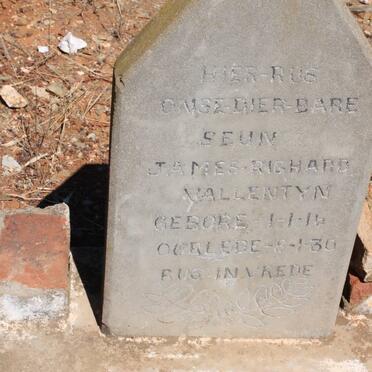 HIER-RUS
ONSE-DIER-BARE
SEUN
JAMES-RICHARD
VALLENTYN
GEBORE-1-1-14
OORLEDE-8-1-30
RUS IN VREDE